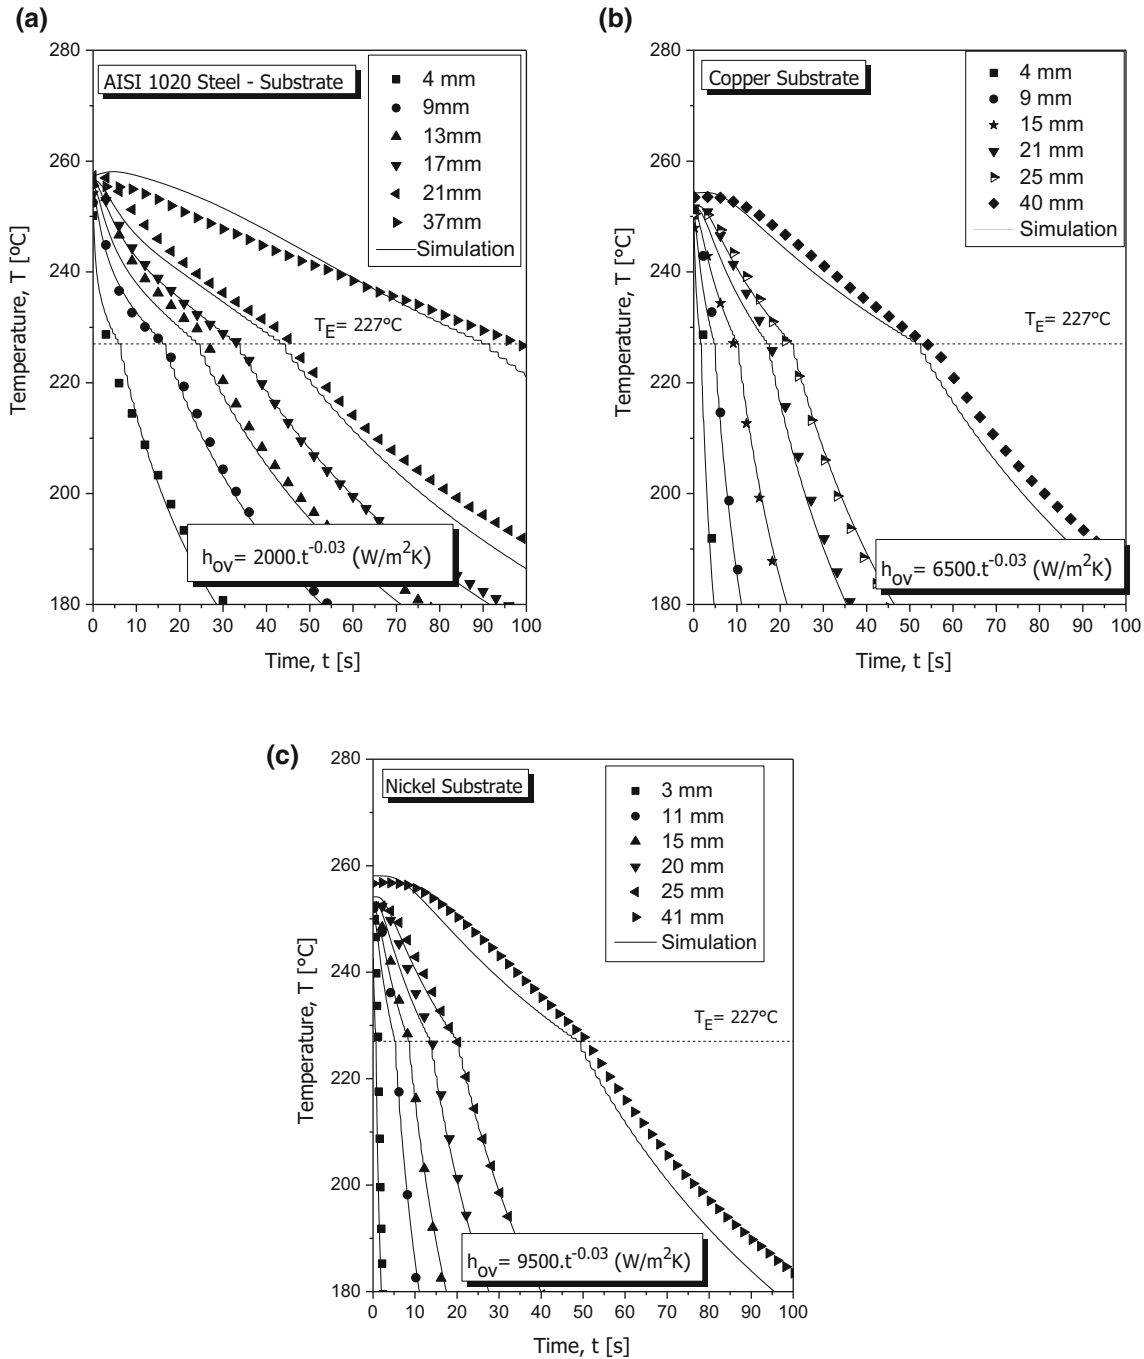 (a)
280
260
240
220
200
180
0 10 20 30 40 50 60 70 80 90 100
Temperature, T [ºC]
Time, t [s]
AISI 1020 Steel - Substrate
4 mm
9mm
13mm
17mm
21mm
37mm
Simulation
T_E= 227°C
h_ov= 2000.t^-0.03 (W/m²K)
(b)
280
260
240
220
200
180
0 10 20 30 40 50 60 70 80 90 100
Temperature, T [°C]
Time, t [s]
Copper Substrate
4 mm
9 mm
15 mm
21 mm
25 mm
40 mm
Simulation
T_E= 227°C
h_ov= 6500.t^-0.03 (W/m²K)
(c)
280
260
240
220
200
180
0 10 20 30 40 50 60 70 80 90 100
Temperature, T [°C]
Time, t [s]
Nickel Substrate
3 mm
11 mm
15 mm
20 mm
25 mm
41 mm
Simulation
T_E= 227°C
h_ov= 9500.t^-0.03 (W/m²K)